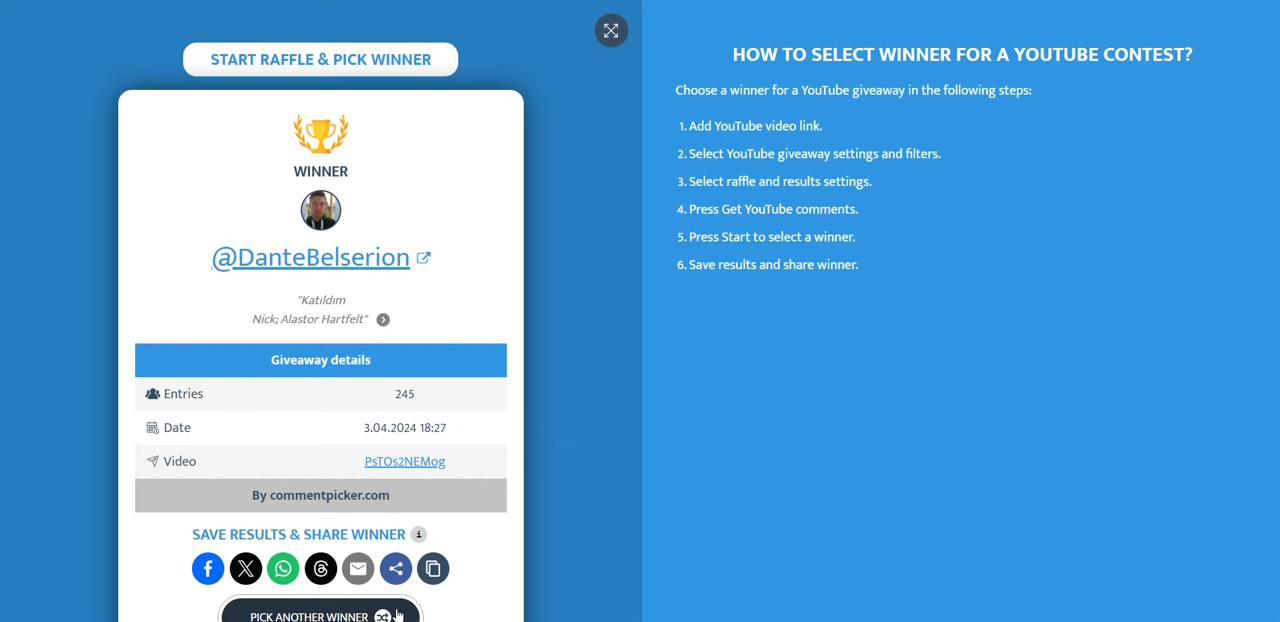 START RAFFLE & PICK WINNER
WINNER
@DanteBelserion
"Katıldım
Nick; Alastor Hartfelt"
Giveaway details
Entries 245
Date 3.04.2024 18:27
Video PsTOs2NEMog
By commentpicker.com
SAVE RESULTS & SHARE WINNER
PICK ANOTHER WINNER
HOW TO SELECT WINNER FOR A YOUTUBE CONTEST?
Choose a winner for a YouTube giveaway in the following steps:
1. Add YouTube video link.
2. Select YouTube giveaway settings and filters.
3. Select raffle and results settings.
4. Press Get YouTube comments.
5. Press Start to select a winner.
6. Save results and share winner.